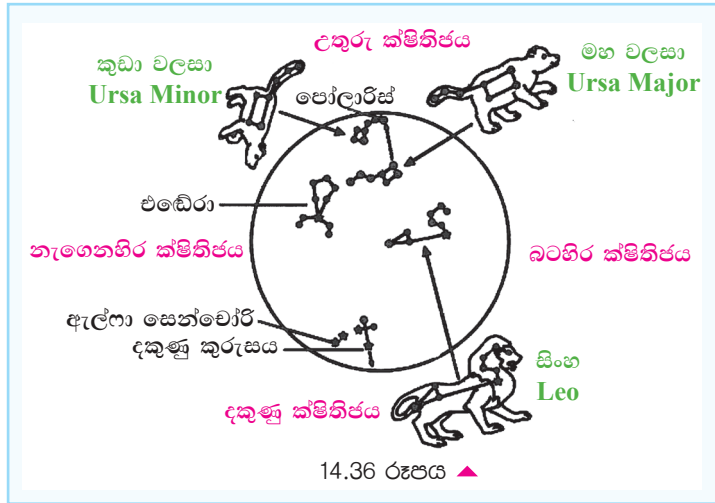 උතුරු ක්ෂිතිජය
කුඩා වලසා
Ursa Minor
මහ වලසා
Ursa Major
පෝලාරිස්
එඬේරා
නැගෙනහිර ක්ෂිතිජය
බටහිර ක්ෂිතිජය
ඇල්ෆා සෙන්චෝරි
දකුණු කුරුසය
සිංහ
Leo
දකුණු ක්ෂිතිජය
14.36 රූපය ▲